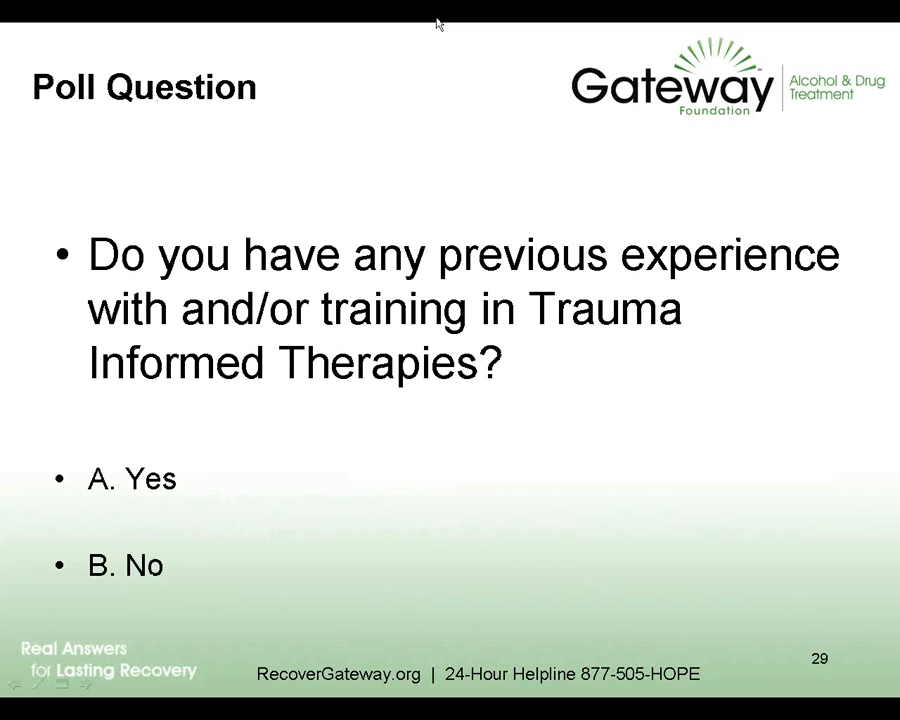 Poll Question
Gateway
Foundation
Alcohol & Drug
Treatment
• Do you have any previous experience
with and/or training in Trauma
Informed Therapies?
• A. Yes
• B. No
Real Answers
for Lasting Recovery
RecoverGateway.org | 24-Hour Helpline 877-505-HOPE
29